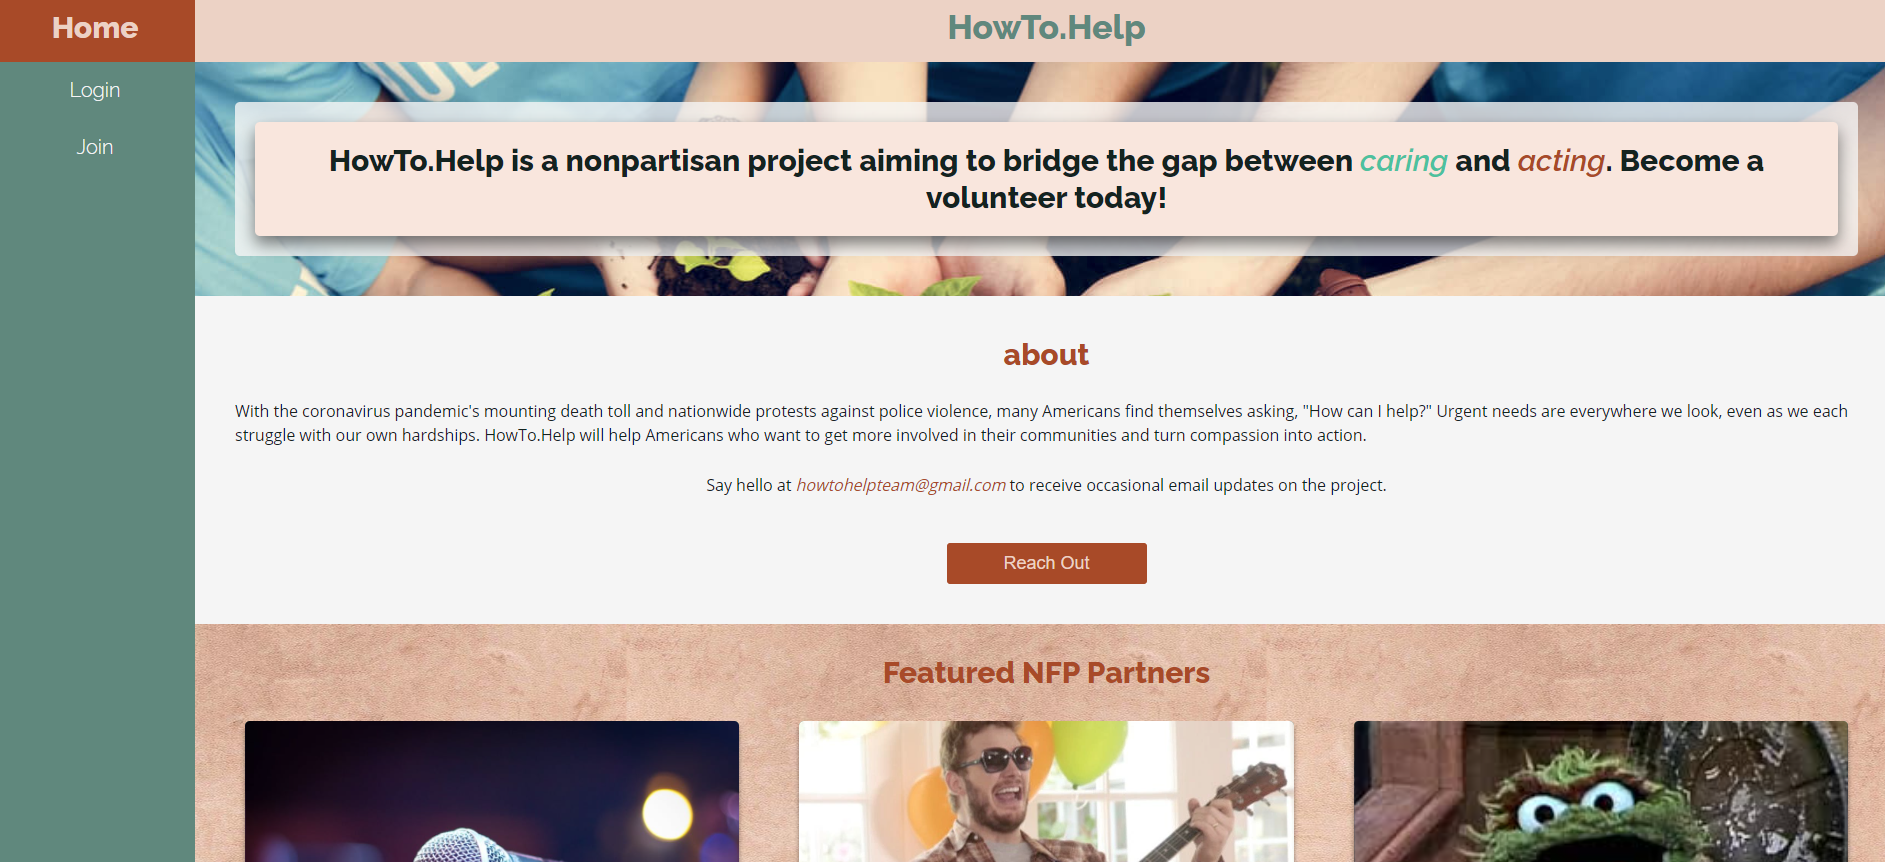 Home
HowTo.Help
Login
Join
HowTo.Help is a nonpartisan project aiming to bridge the gap between caring and acting. Become a
volunteer today!
about
With the coronavirus pandemic's mounting death toll and nationwide protests against police violence, many Americans find themselves asking, "How can I help?" Urgent needs are everywhere we look, even as we each
struggle with our own hardships. HowTo.Help will help Americans who want to get more involved in their communities and turn compassion into action.
Say hello at howtohelpteam@gmail.com to receive occasional email updates on the project.
Reach Out
Featured NFP Partners